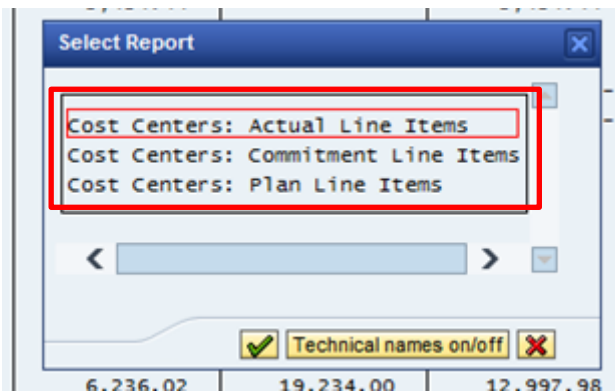 Select Report
Cost Centers: Actual Line Items
Cost Centers: Commitment Line Items
Cost Centers: Plan Line Items
Technical names on/off
6,236.02 19,234.00 12,997.98